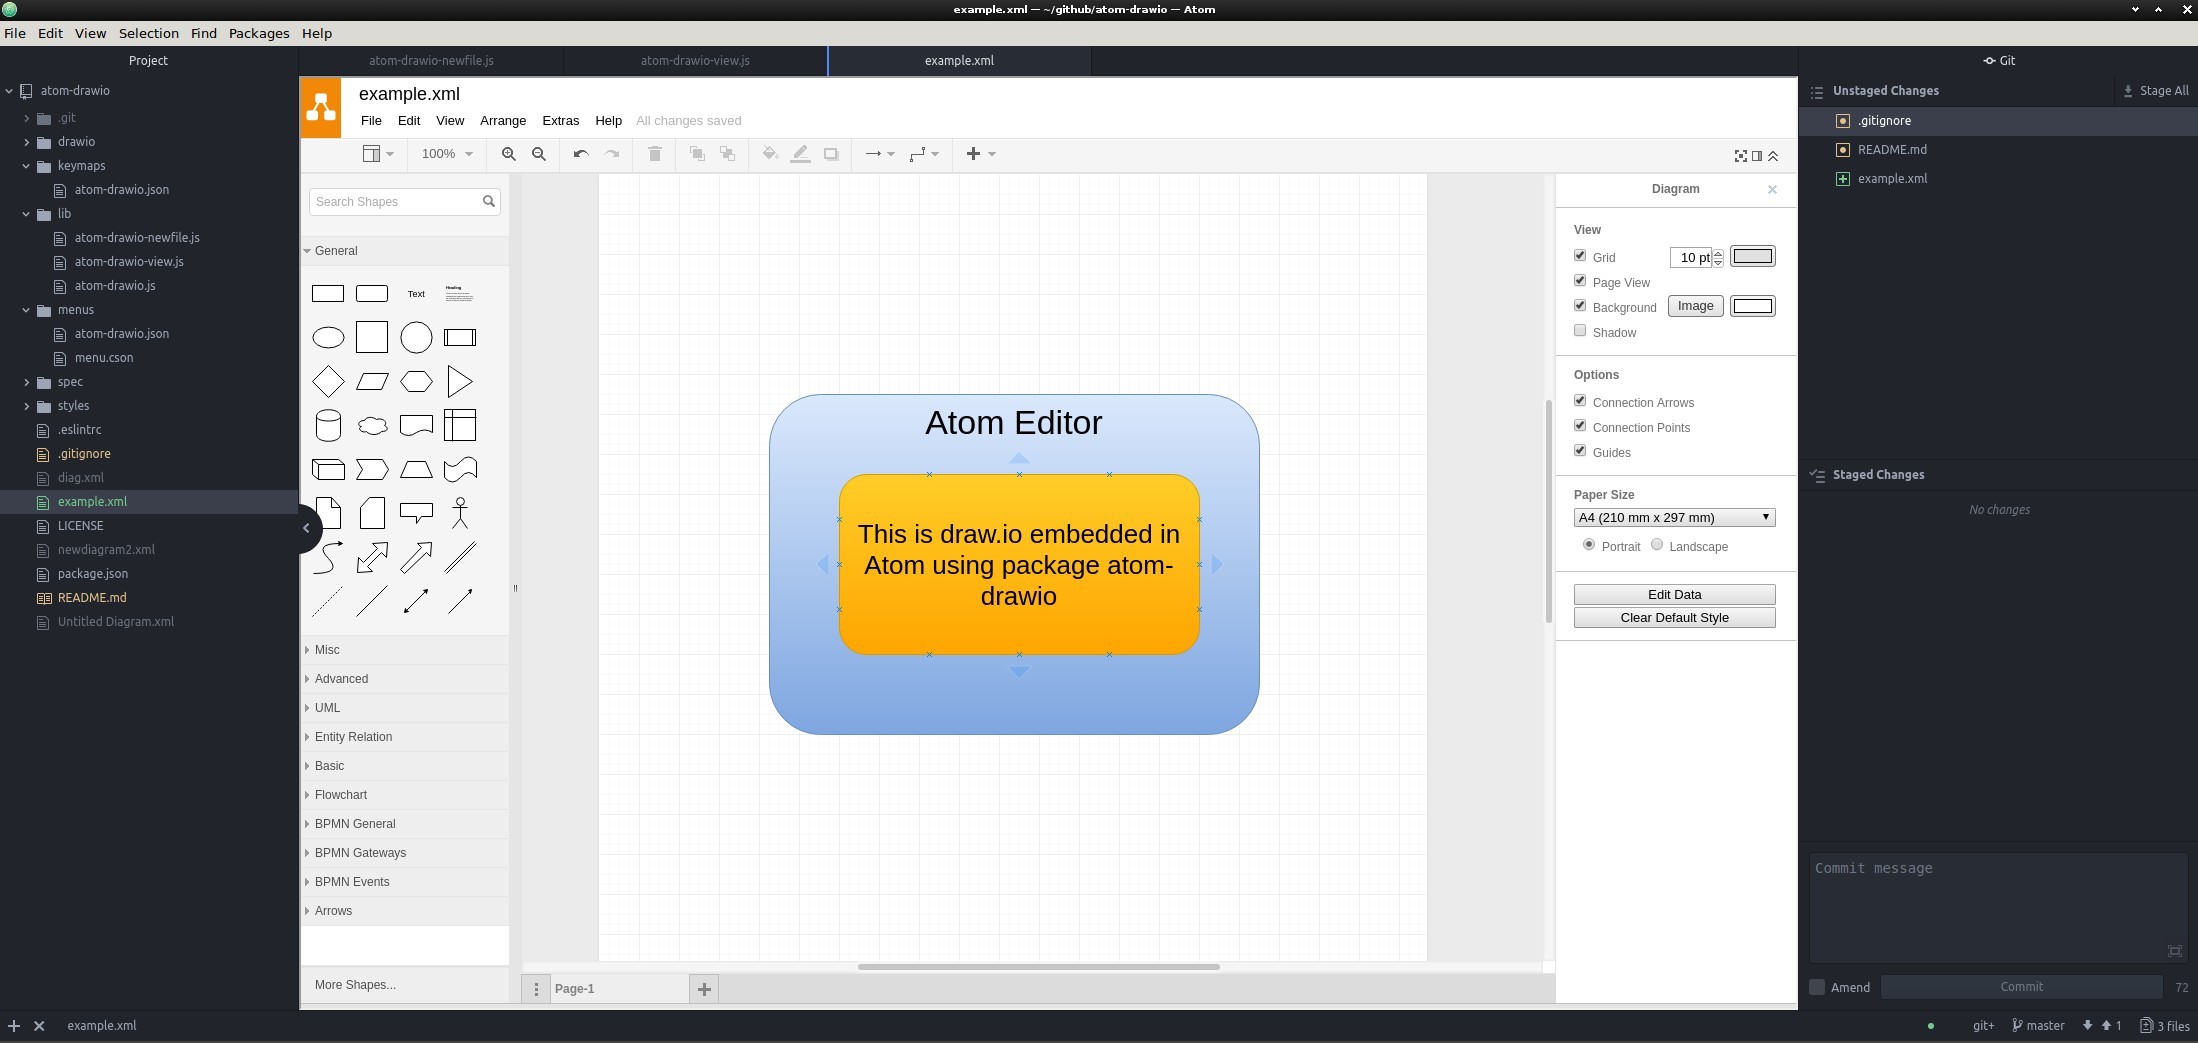 example.xml — ~/github/atom-drawio — Atom
File Edit View Selection Find Packages Help
Project
atom-drawio
.git
drawio
keymaps
atom-drawio.json
lib
atom-drawio-newfile.js
atom-drawio-view.js
atom-drawio.js
menus
atom-drawio.json
menu.cson
spec
styles
.eslintrc
.gitignore
diag.xml
example.xml
LICENSE
newdiagram2.xml
package.json
README.md
Untitled Diagram.xml
atom-drawio-newfile.js atom-drawio-view.js example.xml
example.xml
File Edit View Arrange Extras Help All changes saved
100%
Search Shapes
General
Text
Heading
Misc
Advanced
UML
Entity Relation
Basic
Flowchart
BPMN General
BPMN Gateways
BPMN Events
Arrows
More Shapes...
Atom Editor
This is draw.io embedded in
Atom using package atom-
drawio
Page-1
Diagram
View
Grid 10 pt
Page View
Background Image
Shadow
Options
Connection Arrows
Connection Points
Guides
Paper Size
A4 (210 mm x 297 mm)
Portrait Landscape
Edit Data
Clear Default Style
Git
Unstaged Changes Stage All
.gitignore
README.md
example.xml
Staged Changes
No changes
Commit message
Amend Commit 72
example.xml
git+ master 1 3 files